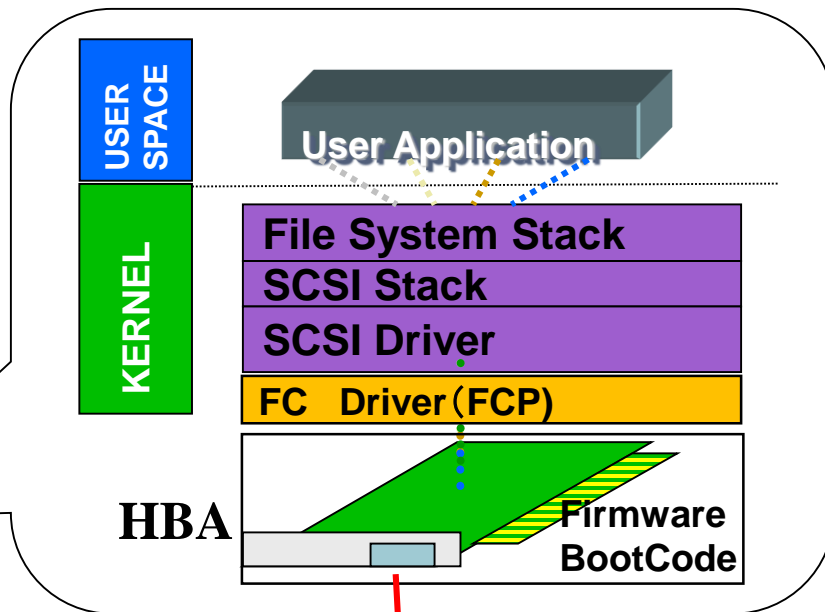 USER
SPACE
User Application
KERNEL
File System Stack
SCSI Stack
SCSI Driver
FC Driver（FCP)
HBA
Firmware
BootCode